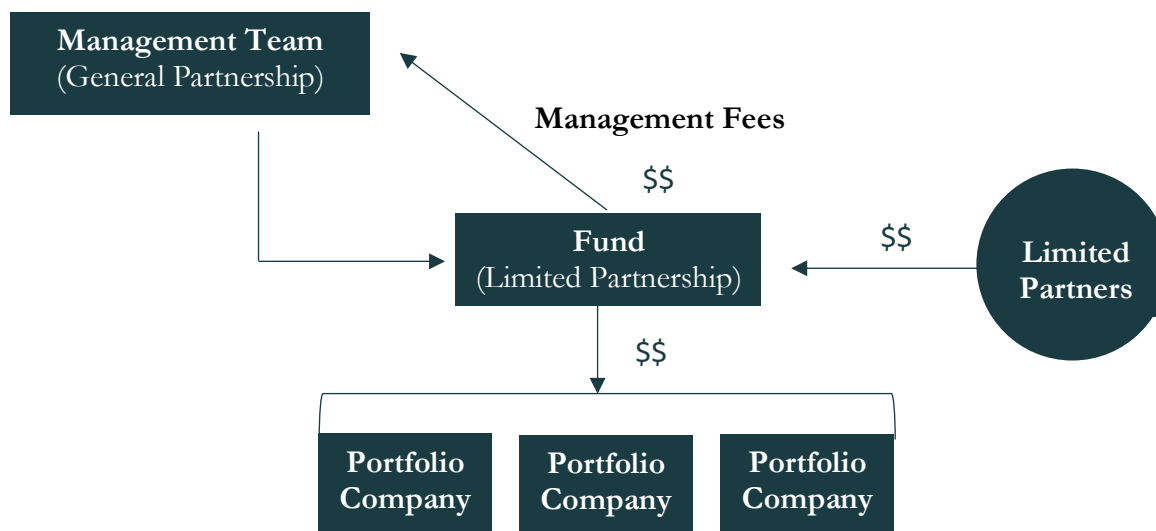 Management Team
(General Partnership)
Management Fees
$$
Fund
(Limited Partnership)
$$
Limited
Partners
$$
Portfolio
Company
Portfolio
Company
Portfolio
Company